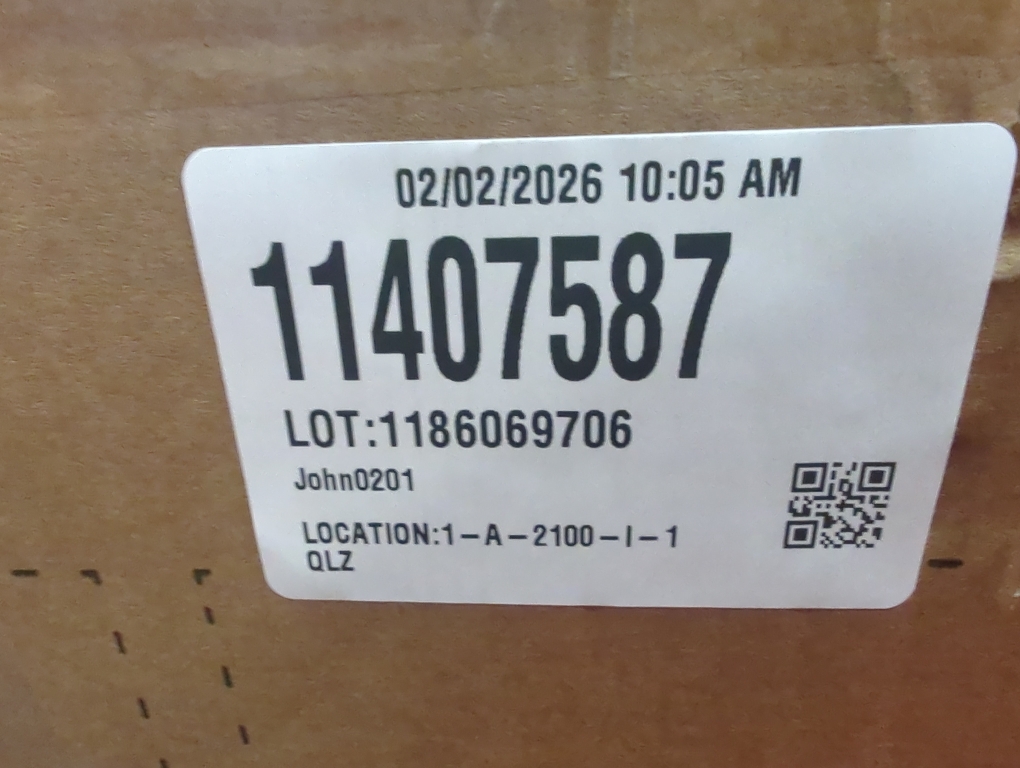 02/02/2026 10:05 AM
11407587
LOT:1186069706
John0201
LOCATION:1-A-2100-I-1
QLZ